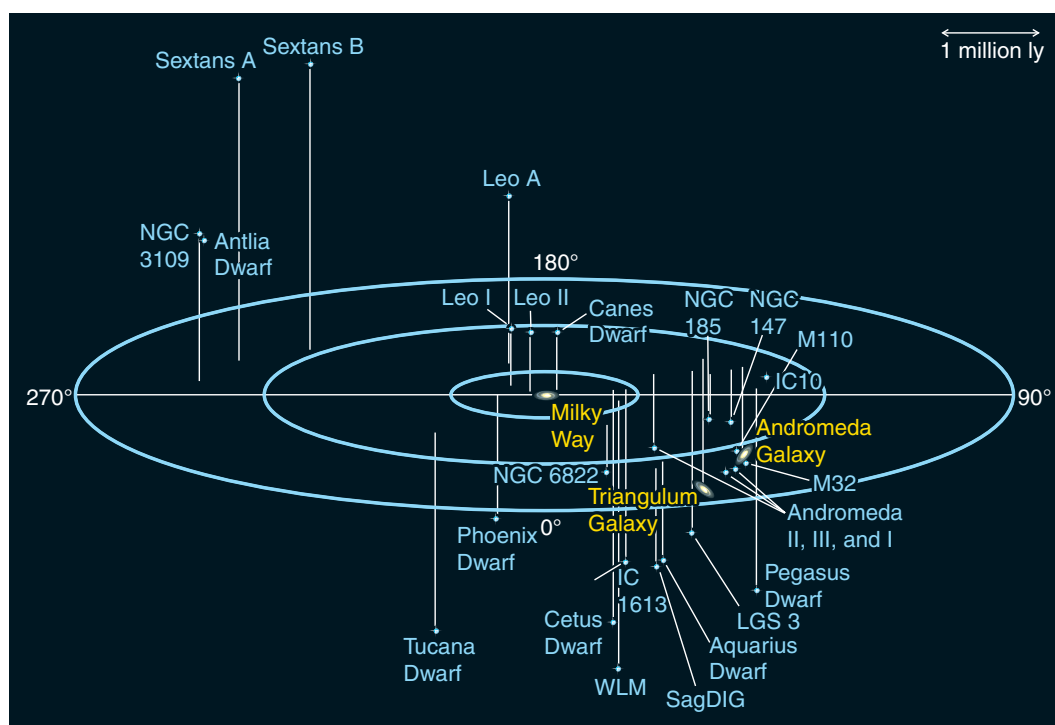 1 million ly
Sextans A
Sextans B
Leo A
NGC
3109
Antlia
Dwarf
180°
Leo I
Leo II
Canes
Dwarf
NGC
185
NGC
147
M110
IC10
270°
90°
Milky
Way
Andromeda
Galaxy
NGC 6822
M32
Triangulum
Galaxy
Andromeda
II, III, and I
0°
Phoenix
Dwarf
IC
1613
Pegasus
Dwarf
LGS 3
Cetus
Dwarf
Tucana
Dwarf
Aquarius
Dwarf
WLM
SagDIG